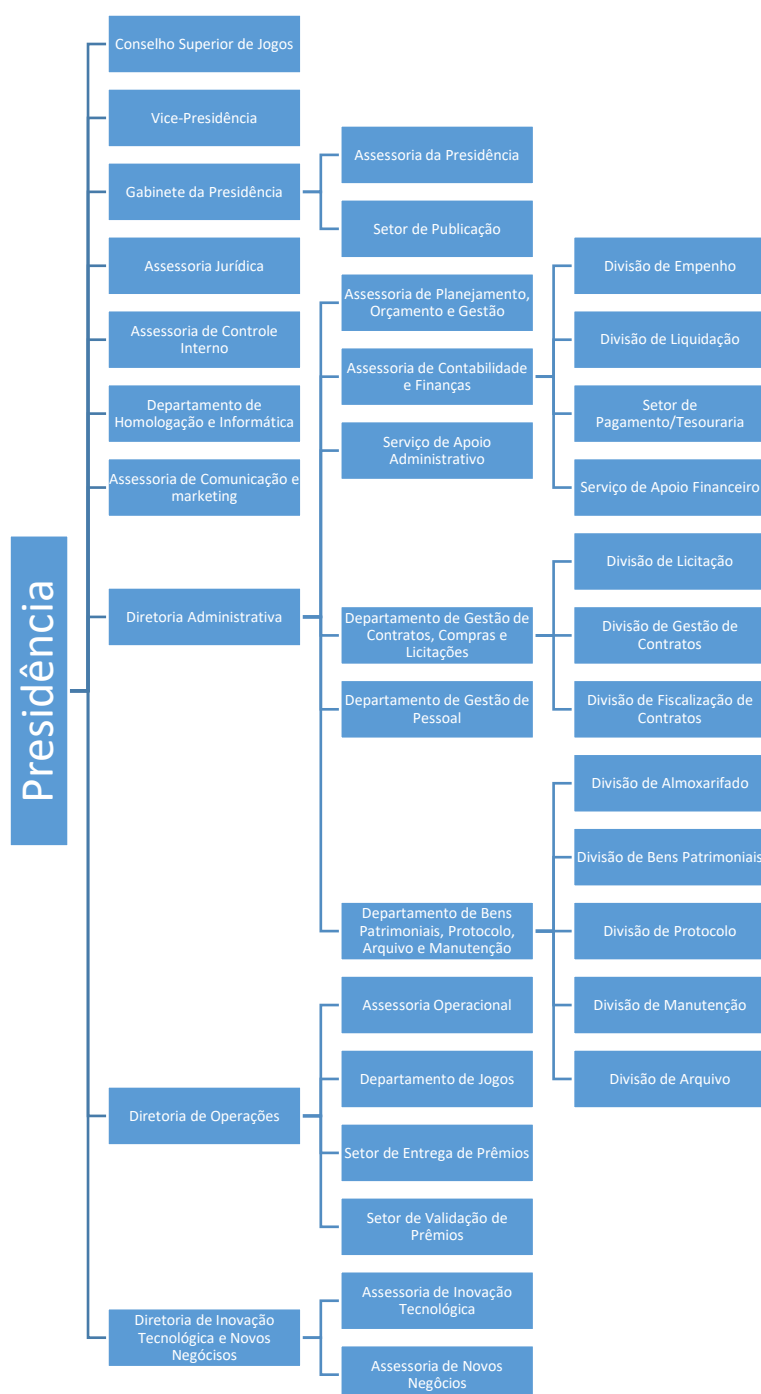 Presidência
Conselho Superior de Jogos
Vice-Presidência
Gabinete da Presidência
Assessoria da Presidência
Setor de Publicação
Assessoria Jurídica
Assessoria de Controle
Interno
Departamento de
Homologação e Informática
Assessoria de Comunicação e
marketing
Diretoria Administrativa
Assessoria de Planejamento,
Orçamento e Gestão
Assessoria de Contabilidade
e Finanças
Divisão de Empenho
Divisão de Liquidação
Setor de
Pagamento/Tesouraria
Serviço de Apoio Financeiro
Serviço de Apoio
Administrativo
Departamento de Gestão de
Contratos, Compras e
Licitações
Divisão de Licitação
Divisão de Gestão de
Contratos
Divisão de Fiscalização de
Contratos
Departamento de Gestão de
Pessoal
Departamento de Bens
Patrimoniais, Protocolo,
Arquivo e Manutenção
Divisão de Almoxarifado
Divisão de Bens Patrimoniais
Divisão de Protocolo
Divisão de Manutenção
Divisão de Arquivo
Diretoria de Operações
Assessoria Operacional
Departamento de Jogos
Setor de Entrega de Prêmios
Setor de Validação de
Prêmios
Diretoria de Inovação
Tecnológica e Novos
Negócisos
Assessoria de Inovação
Tecnológica
Assessoria de Novos
Negôcios